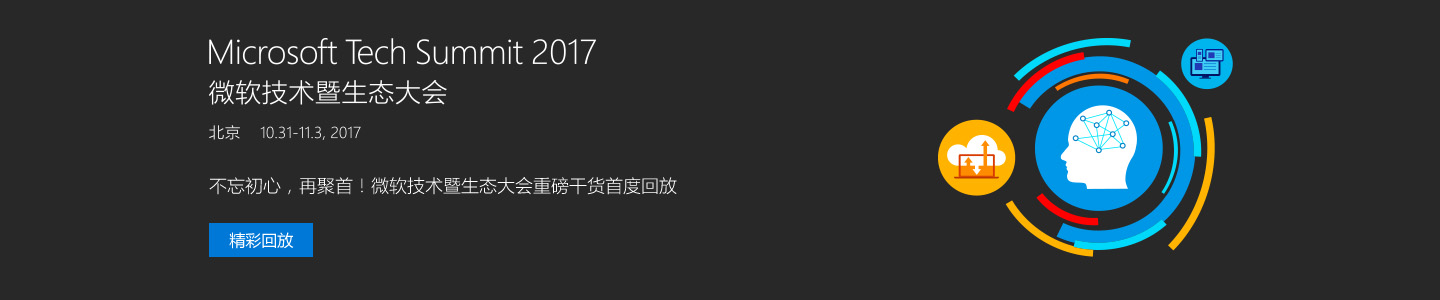 Microsoft Tech Summit 2017
微软技术暨生态大会
北京 10.31-11.3, 2017
不忘初心，再聚首！微软技术暨生态大会重磅干货首度回放
精彩回放